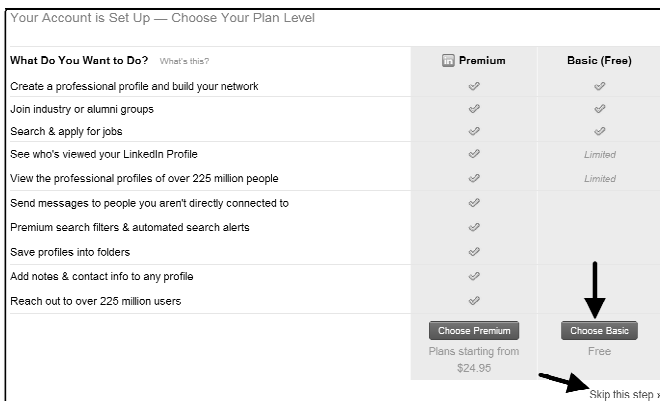 Your Account is Set Up — Choose Your Plan Level
What Do You Want to Do? What's this? in Premium Basic (Free)
Create a professional profile and build your network
Join industry or alumni groups
Search & apply for jobs
See who's viewed your LinkedIn Profile Limited
View the professional profiles of over 225 million people Limited
Send messages to people you aren't directly connected to
Premium search filters & automated search alerts
Save profiles into folders
Add notes & contact info to any profile
Reach out to over 225 million users
Choose Premium Choose Basic
Plans starting from Free
$24.95
Skip this step ›